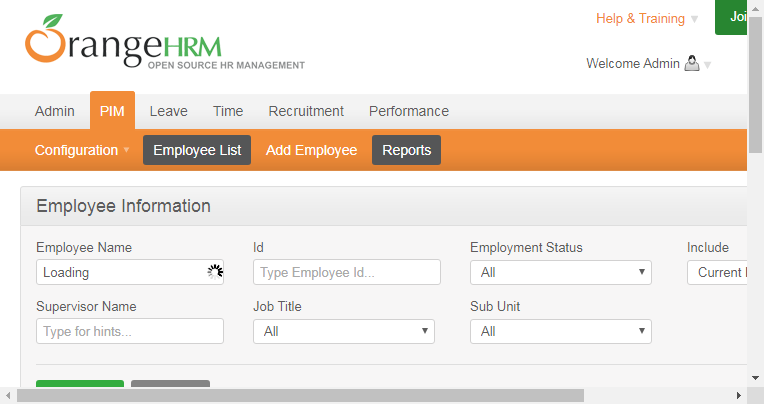 Help & Training
Joi
OrangeHRM
OPEN SOURCE HR MANAGEMENT
Welcome Admin
Admin PIM Leave Time Recruitment Performance
Configuration Employee List Add Employee Reports
Employee Information
Employee Name Id Employment Status Include
Loading Type Employee Id... All Current
Supervisor Name Job Title Sub Unit
Type for hints... All All